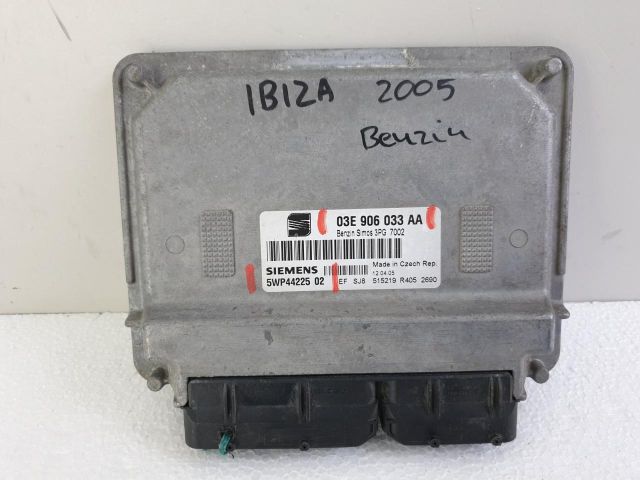 IBIZA 2005
Benzin
03E 906 033 AA
Benzin Simos 3PG 7002
SIEMENS
Made in Czech Rep.
12.04.05
5WP44225 02 EF SJ6 515219 R405 2690